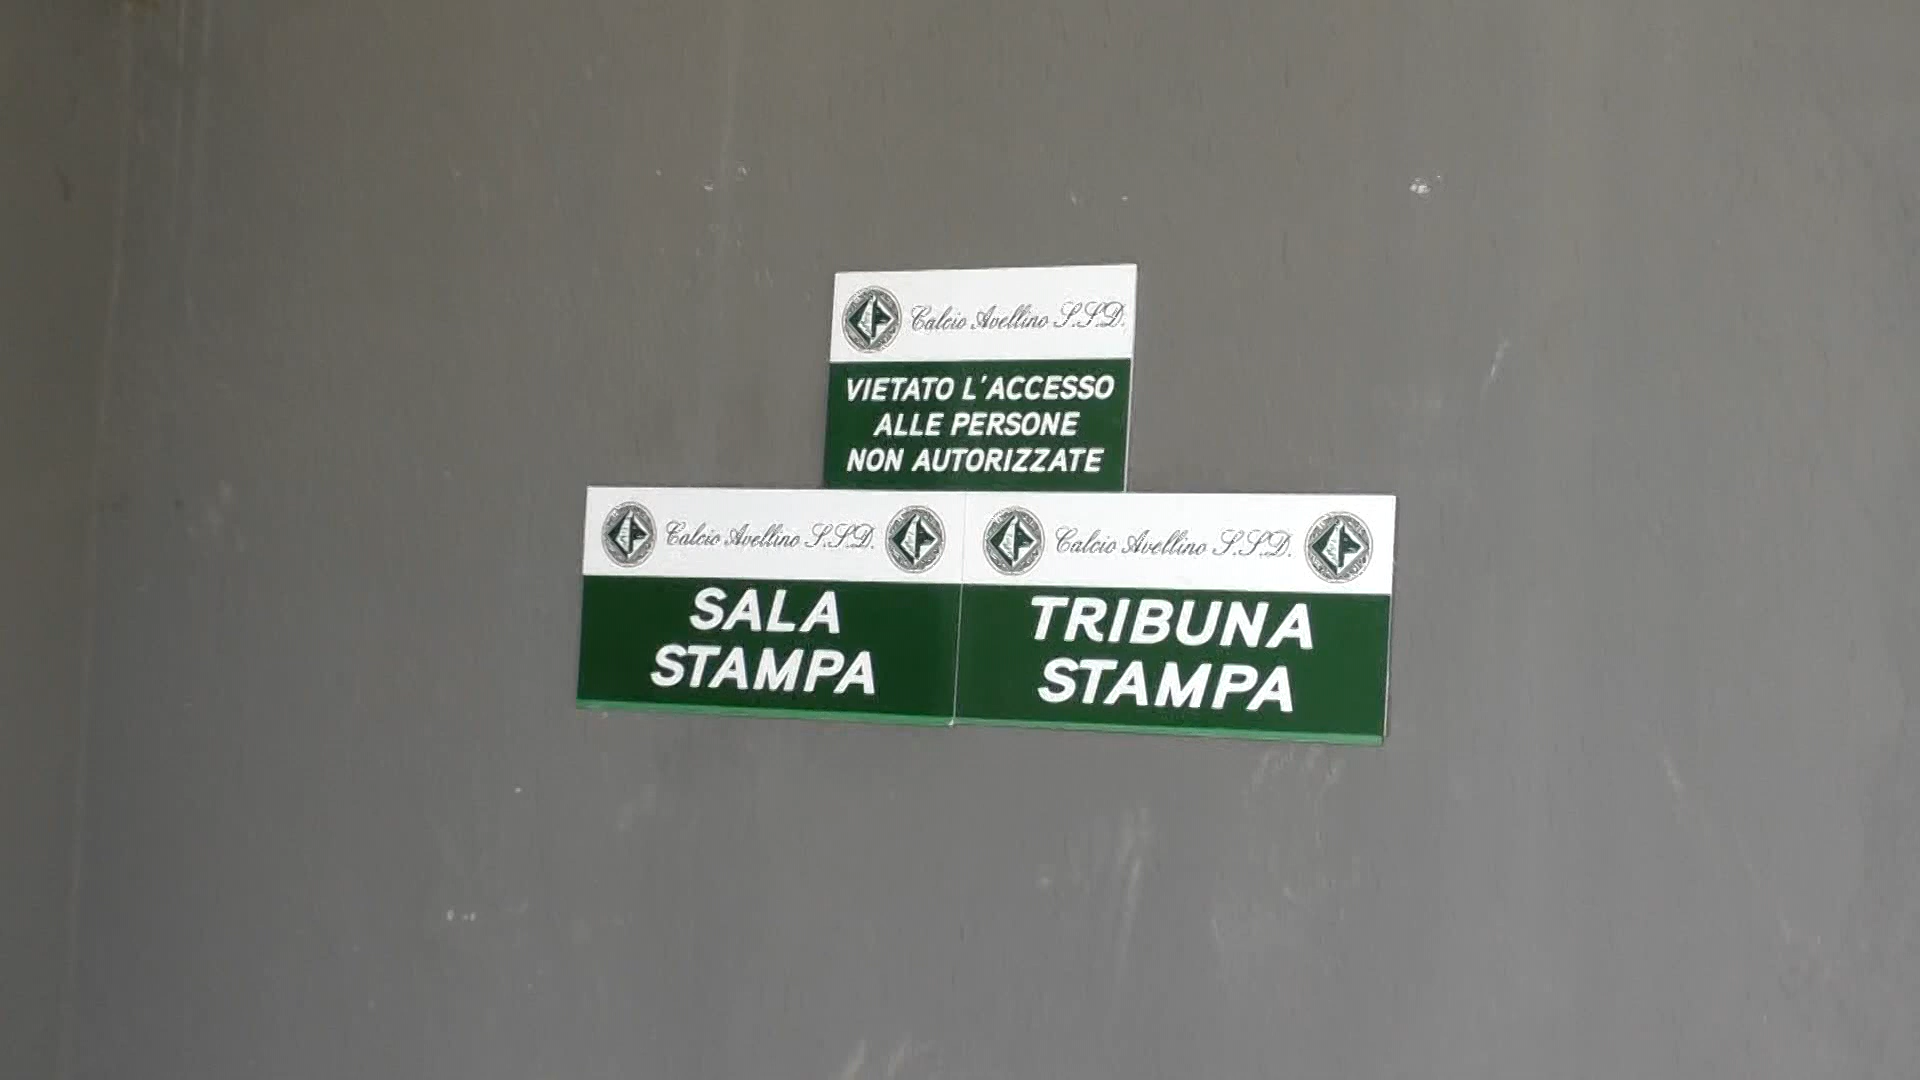 Calcio Avellino S.S.D.
VIETATO L'ACCESSO
ALLE PERSONE
NON AUTORIZZATE
Calcio Avellino S.S.D.
SALA
STAMPA
Calcio Avellino S.S.D.
TRIBUNA
STAMPA